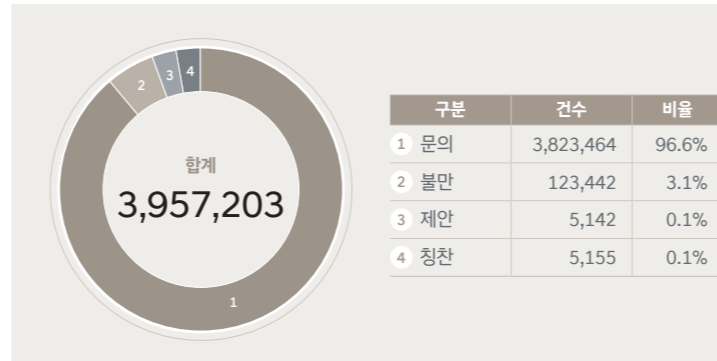 2
3
4
합계
3,957,203
1
구분 건수 비율
1 문의 3,823,464 96.6%
2 불만 123,442 3.1%
3 제안 5,142 0.1%
4 칭찬 5,155 0.1%